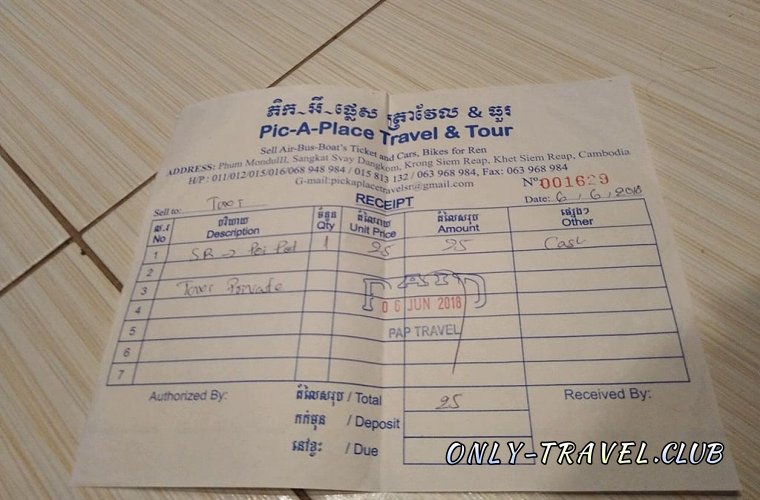 ភិក~អឺ~ផ្លេស ត្រាវែល & ធួរ
Pic-A-Place Travel & Tour
Sell Air-Bus-Boat's Ticket and Cars, Bikes for Ren
ADDRESS: Phum MondulII, Sangkat Svay Dangkom, Krong Siem Reap, Khet Siem Reap, Cambodia
H/P : 011/012/015/016/068 948 984 / 015 813 132 / 063 968 984, Fax: 063 968 984
G-mail:pickaplacetravelsr@gmail.com
Nº 001629
RECEIPT
Date: 6, 6, 2018
Sell to: Taxi
ល.រ បរិយាយ ចំនួន តំលៃរាយ តំលៃសរុប ផ្សេងៗ
No Description Qty Unit Price Amount Other
1 SR → Poi Pet 1 25 25 Cash
2
3 Taxi Private
4
5
6
7
PAID
06 JUN 2018
PAP TRAVEL
Authorized By: តំលៃសរុប / Total 25 Received By:
កក់មុន / Deposit
នៅខ្វះ / Due
ONLY-TRAVEL.CLUB